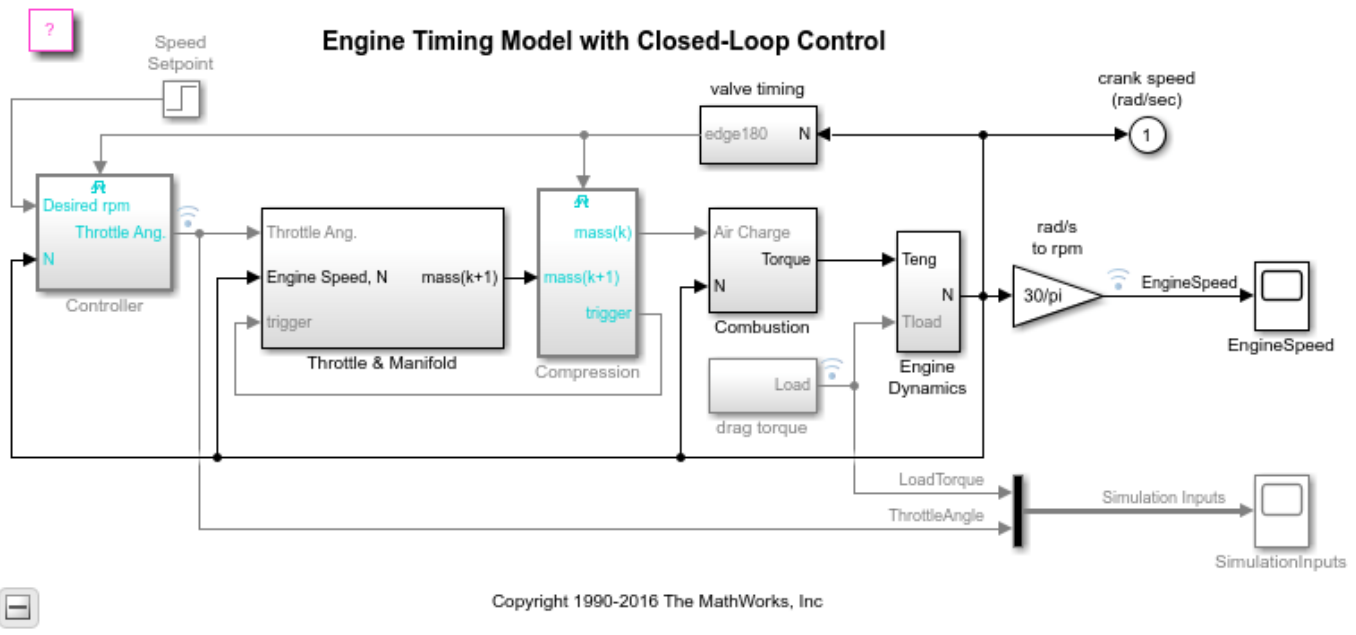 ?
Speed
Setpoint
Engine Timing Model with Closed-Loop Control
valve timing
edge180
N
crank speed
(rad/sec)
1
Desired rpm
Throttle Ang.
N
Controller
Throttle Ang.
Engine Speed, N
mass(k+1)
trigger
Throttle & Manifold
mass(k)
mass(k+1)
trigger
Compression
Air Charge
Torque
N
Combustion
Teng
N
Tload
Engine
Dynamics
rad/s
to rpm
30/pi
EngineSpeed
EngineSpeed
Load
drag torque
LoadTorque
ThrottleAngle
Simulation Inputs
SimulationInputs
Copyright 1990-2016 The MathWorks, Inc